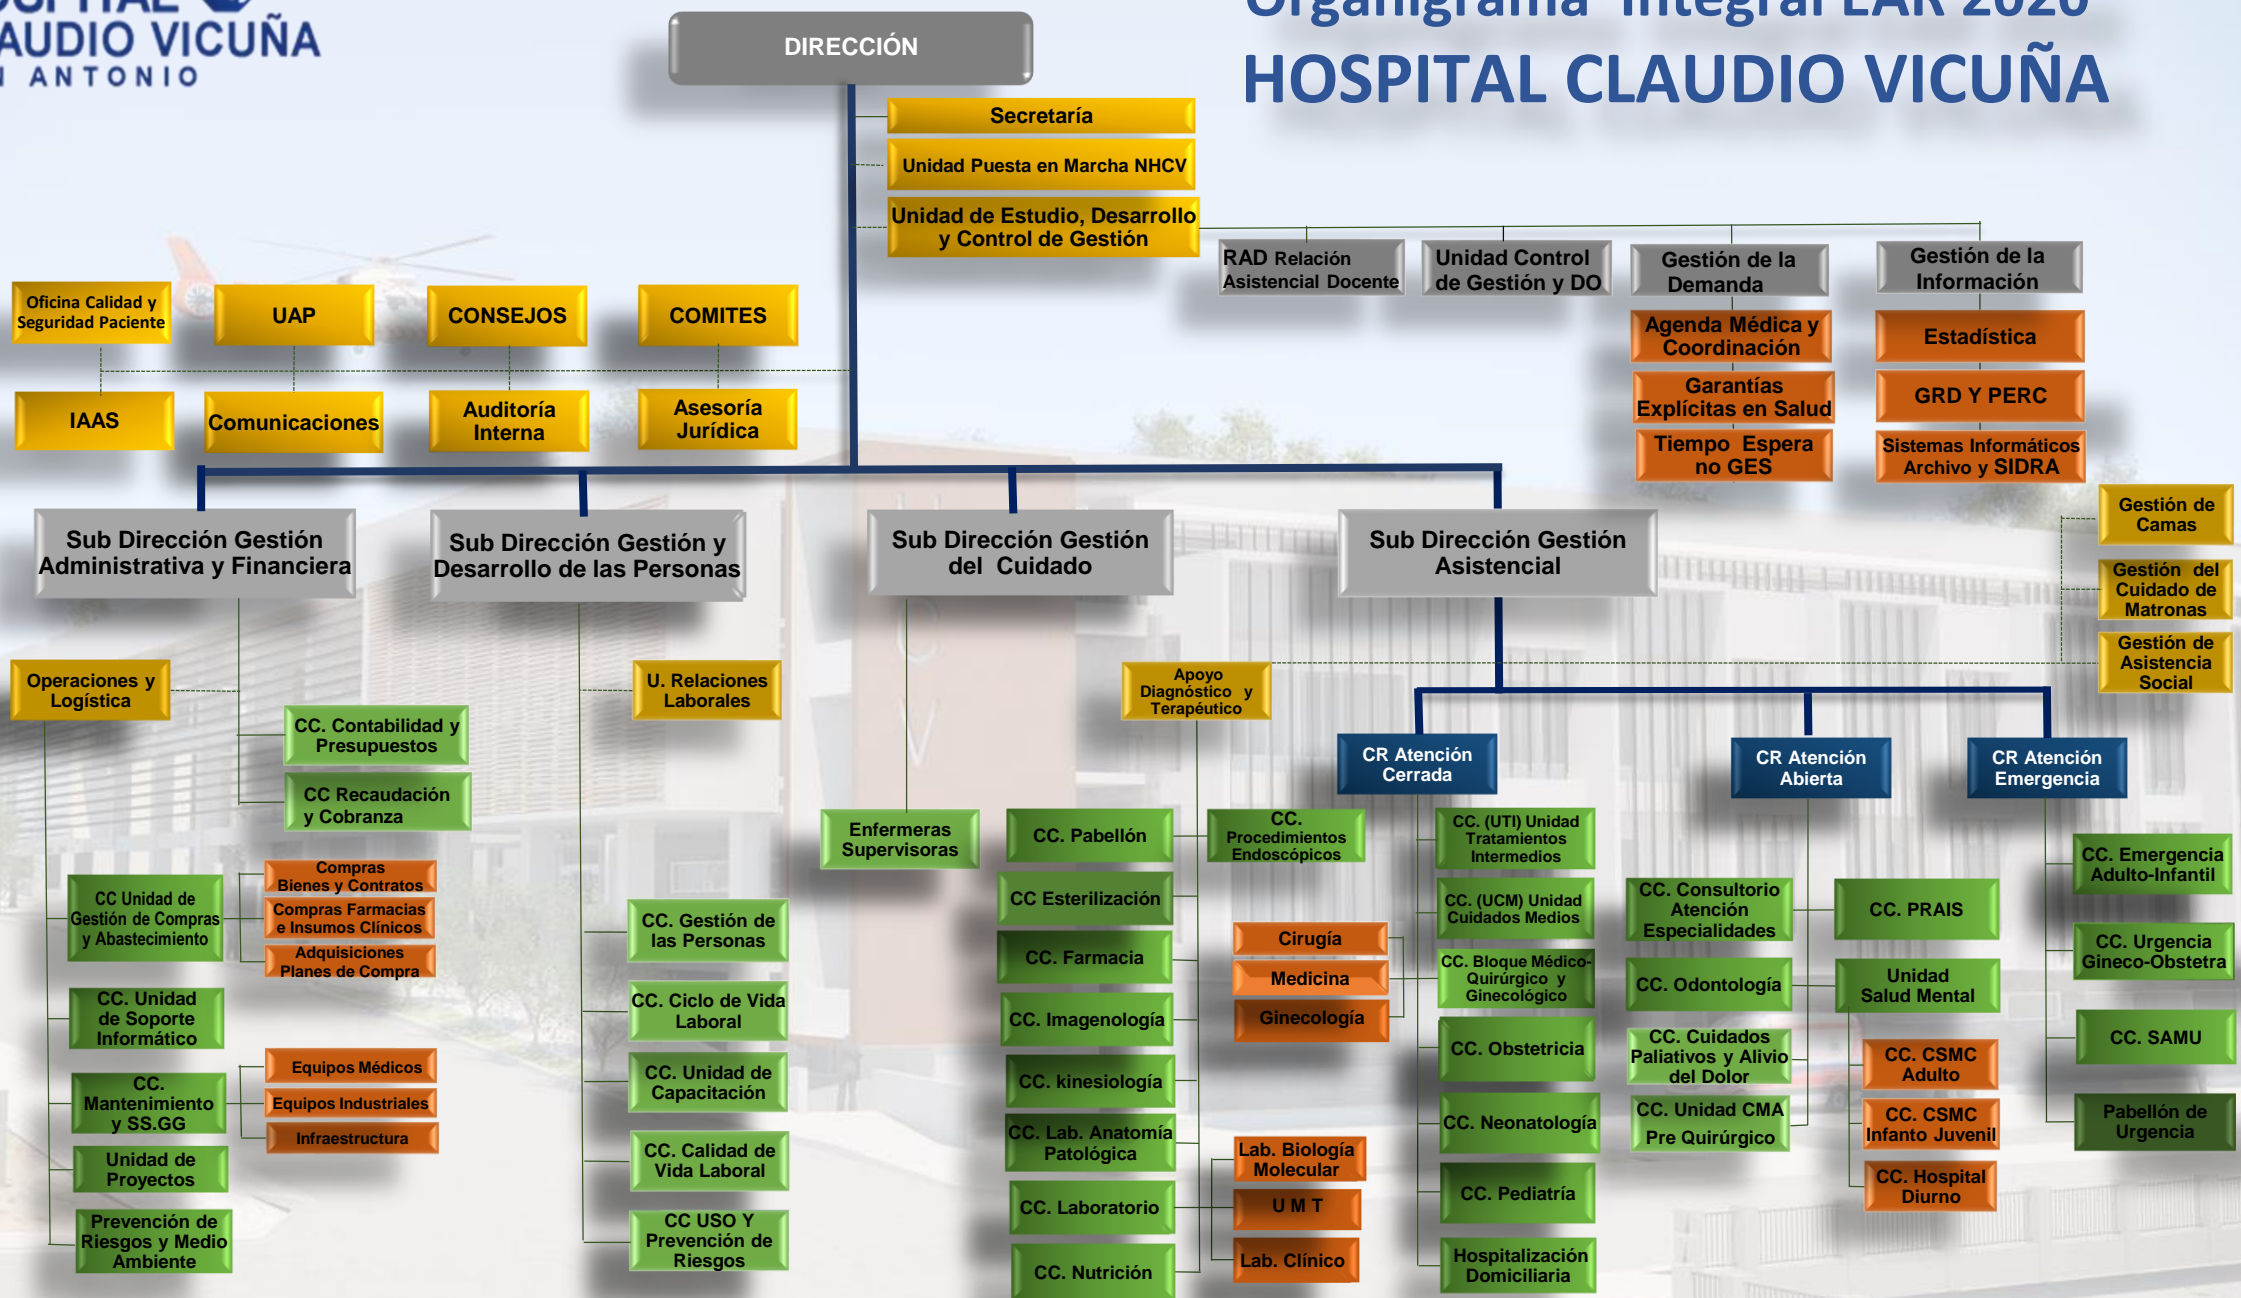 HOSPITAL
CLAUDIO VICUÑA
SAN ANTONIO
Organigrama Integral EAR 2020
HOSPITAL CLAUDIO VICUÑA
DIRECCIÓN
Secretaría
Unidad Puesta en Marcha NHCV
Unidad de Estudio, Desarrollo
y Control de Gestión
RAD Relación
Asistencial Docente
Unidad Control
de Gestión y DO
Gestión de la
Demanda
Gestión de la
Información
Agenda Médica y
Coordinación
Garantías
Explícitas en Salud
Tiempo Espera
no GES
Estadística
GRD Y PERC
Sistemas Informáticos
Archivo y SIDRA
Oficina Calidad y
Seguridad Paciente
UAP
CONSEJOS
COMITES
IAAS
Comunicaciones
Auditoría
Interna
Asesoría
Jurídica
Sub Dirección Gestión
Administrativa y Financiera
Sub Dirección Gestión y
Desarrollo de las Personas
Sub Dirección Gestión
del Cuidado
Sub Dirección Gestión
Asistencial
Gestión de
Camas
Gestión del
Cuidado de
Matronas
Gestión de
Asistencia
Social
Operaciones y
Logística
CC. Contabilidad y
Presupuestos
CC Recaudación
y Cobranza
CC Unidad de
Gestión de Compras
y Abastecimiento
Compras
Bienes y Contratos
Compras Farmacias
e Insumos Clínicos
Adquisiciones
Planes de Compra
CC. Unidad
de Soporte
Informático
CC.
Mantenimiento
y SS.GG
Equipos Médicos
Equipos Industriales
Infraestructura
Unidad de
Proyectos
Prevención de
Riesgos y Medio
Ambiente
U. Relaciones
Laborales
CC. Gestión de
las Personas
CC. Ciclo de Vida
Laboral
CC. Unidad de
Capacitación
CC. Calidad de
Vida Laboral
CC USO Y
Prevención de
Riesgos
Enfermeras
Supervisoras
Apoyo
Diagnóstico y
Terapéutico
CC. Pabellón
CC.
Procedimientos
Endoscópicos
CC Esterilización
CC. Farmacia
CC. Imagenología
CC. kinesiología
CC. Lab. Anatomía
Patológica
CC. Laboratorio
CC. Nutrición
Lab. Biología
Molecular
U M T
Lab. Clínico
CR Atención
Cerrada
CC. (UTI) Unidad
Tratamientos
Intermedios
CC. (UCM) Unidad
Cuidados Medios
CC. Bloque Médico-
Quirúrgico y
Ginecológico
Cirugía
Medicina
Ginecología
CC. Obstetricia
CC. Neonatología
CC. Pediatría
Hospitalización
Domiciliaria
CR Atención
Abierta
CC. Consultorio
Atención
Especialidades
CC. PRAIS
CC. Odontología
Unidad
Salud Mental
CC. Cuidados
Paliativos y Alivio
del Dolor
CC. Unidad CMA
Pre Quirúrgico
CC. CSMC
Adulto
CC. CSMC
Infanto Juvenil
CC. Hospital
Diurno
CR Atención
Emergencia
CC. Emergencia
Adulto-Infantil
CC. Urgencia
Gineco-Obstetra
CC. SAMU
Pabellón de
Urgencia